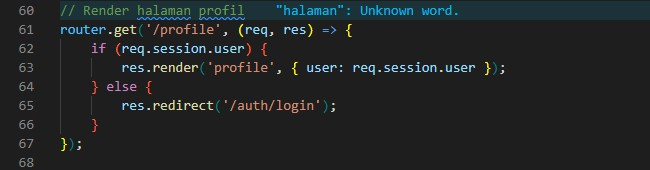 60 // Render halaman profil "halaman": Unknown word.
61 router.get('/profile', (req, res) => {
62     if (req.session.user) {
63         res.render('profile', { user: req.session.user });
64     } else {
65         res.redirect('/auth/login');
66     }
67 });
68